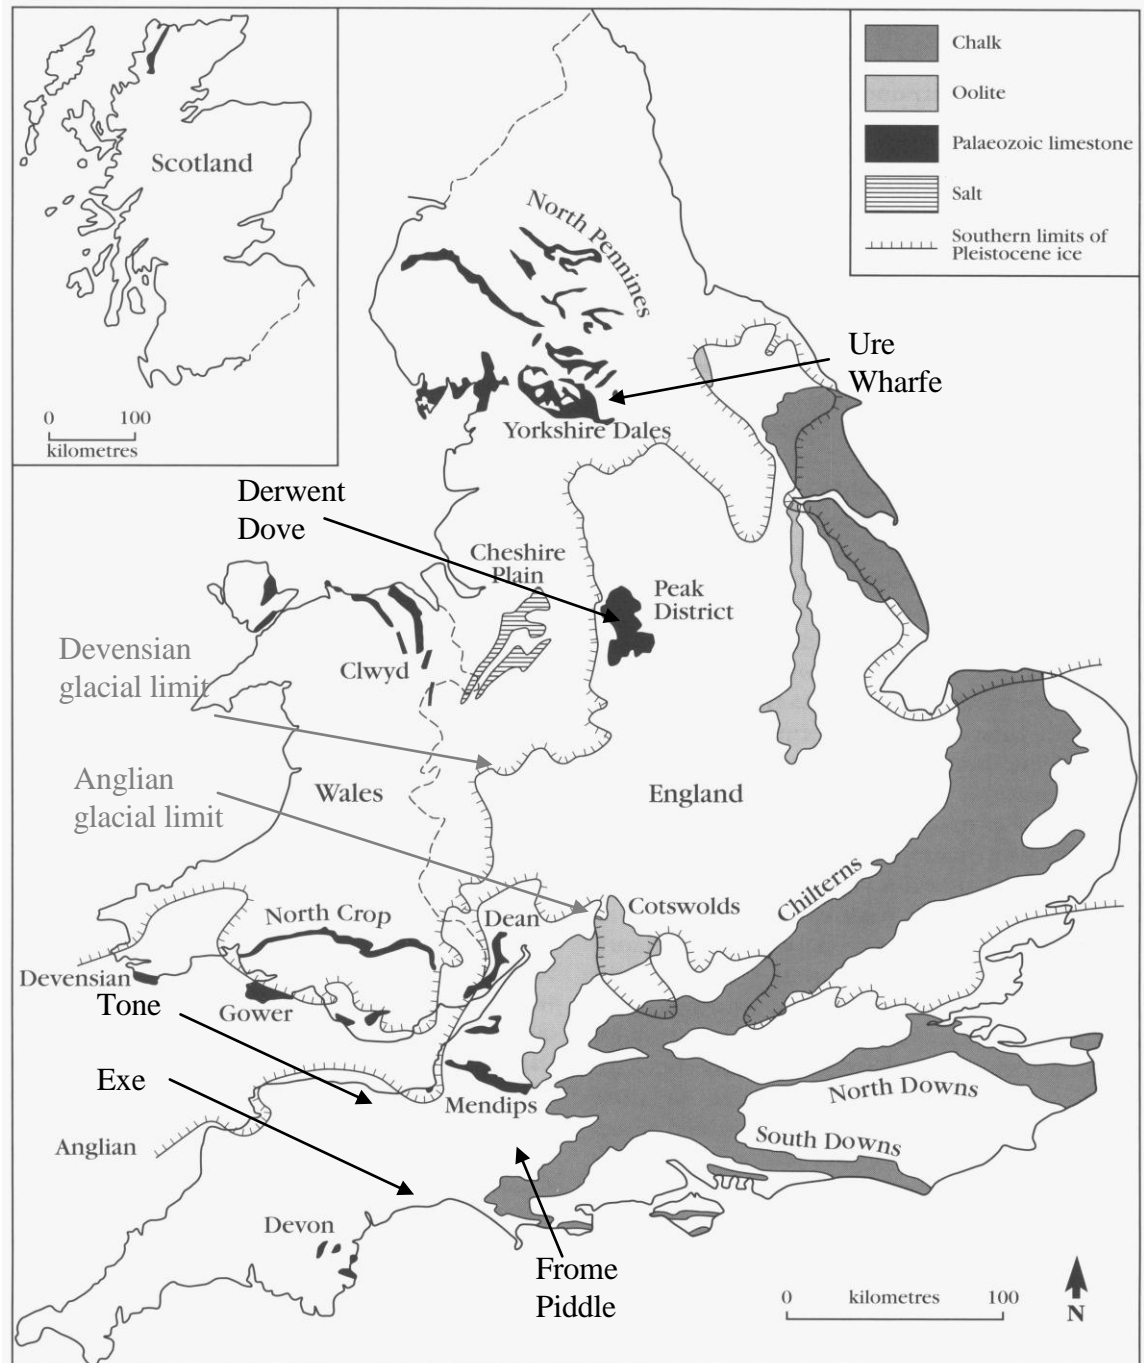 Scotland
0 100
kilometres
Chalk
Oolite
Palaeozoic limestone
Salt
Southern limits of
Pleistocene ice
North Pennines
Ure
Wharfe
Yorkshire Dales
Derwent
Dove
Cheshire
Plain
Peak
District
Devensian
glacial limit
Clwyd
Anglian
glacial limit
Wales
England
Chilterns
Cotswolds
North Crop
Dean
Devensian
Gower
Tone
Exe
Mendips
North Downs
South Downs
Anglian
Devon
Frome
Piddle
0 kilometres 100
N